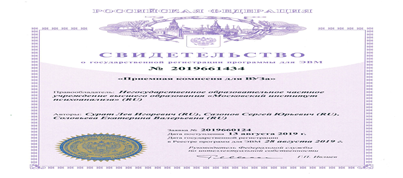 РОССИЙСКАЯ ФЕДЕРАЦИЯ
СВИДЕТЕЛЬСТВО
о государственной регистрации программы для ЭВМ
№ 2019661434
«Приемная комиссия для ВУЗа»
Правообладатель: Негосударственное образовательное частное
учреждение высшего образования «Московский институт
психоанализа» (RU)
Авторы: Сурат Лев Игоревич (RU), Сазонов Сергей Юрьевич (RU),
Соловьева Екатерина Валерьевна (RU)
Заявка № 2019660124
Дата поступления 13 августа 2019 г.
Дата государственной регистрации
в Реестре программ для ЭВМ 28 августа 2019 г.
Руководитель Федеральной службы
по интеллектуальной собственности
Г.П. Ивлиев